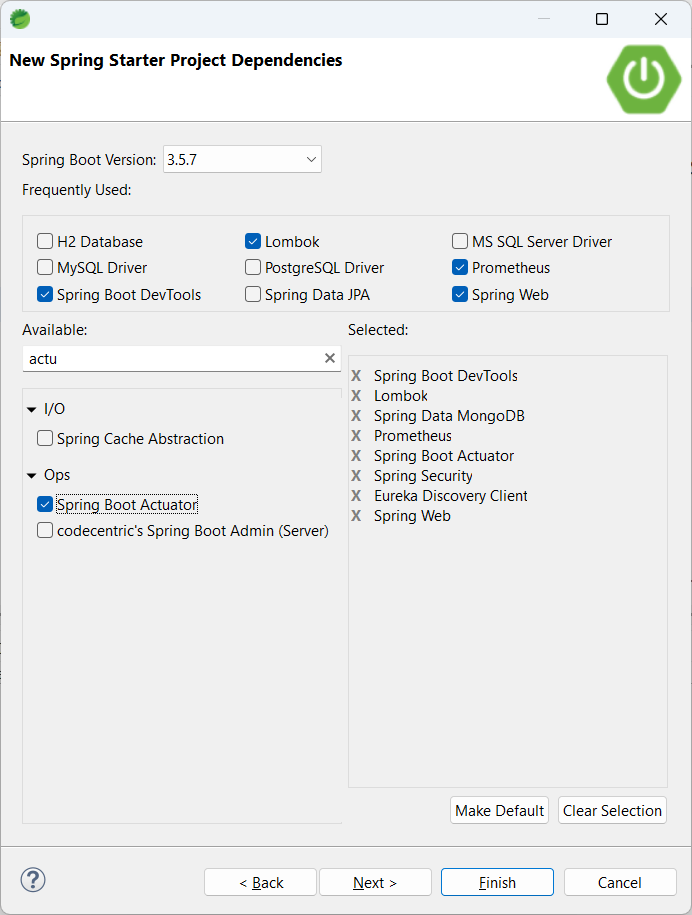 New Spring Starter Project Dependencies
Spring Boot Version: 3.5.7
Frequently Used:
H2 Database Lombok MS SQL Server Driver
MySQL Driver PostgreSQL Driver Prometheus
Spring Boot DevTools Spring Data JPA Spring Web
Available:
actu
I/O
Spring Cache Abstraction
Ops
Spring Boot Actuator
codecentric's Spring Boot Admin (Server)
Selected:
X Spring Boot DevTools
X Lombok
X Spring Data MongoDB
X Prometheus
X Spring Boot Actuator
X Spring Security
X Eureka Discovery Client
X Spring Web
Make Default Clear Selection
? < Back Next > Finish Cancel